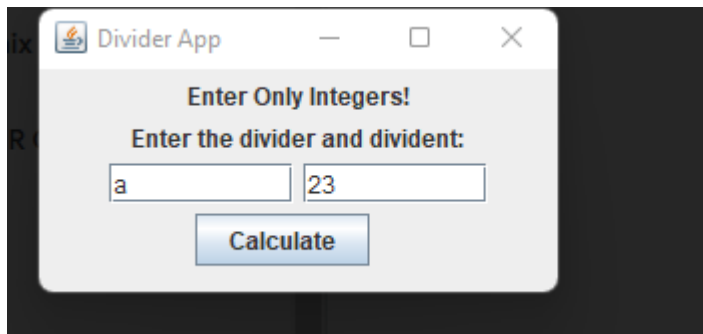 Divider App
Enter Only Integers!
Enter the divider and divident:
a 23
Calculate